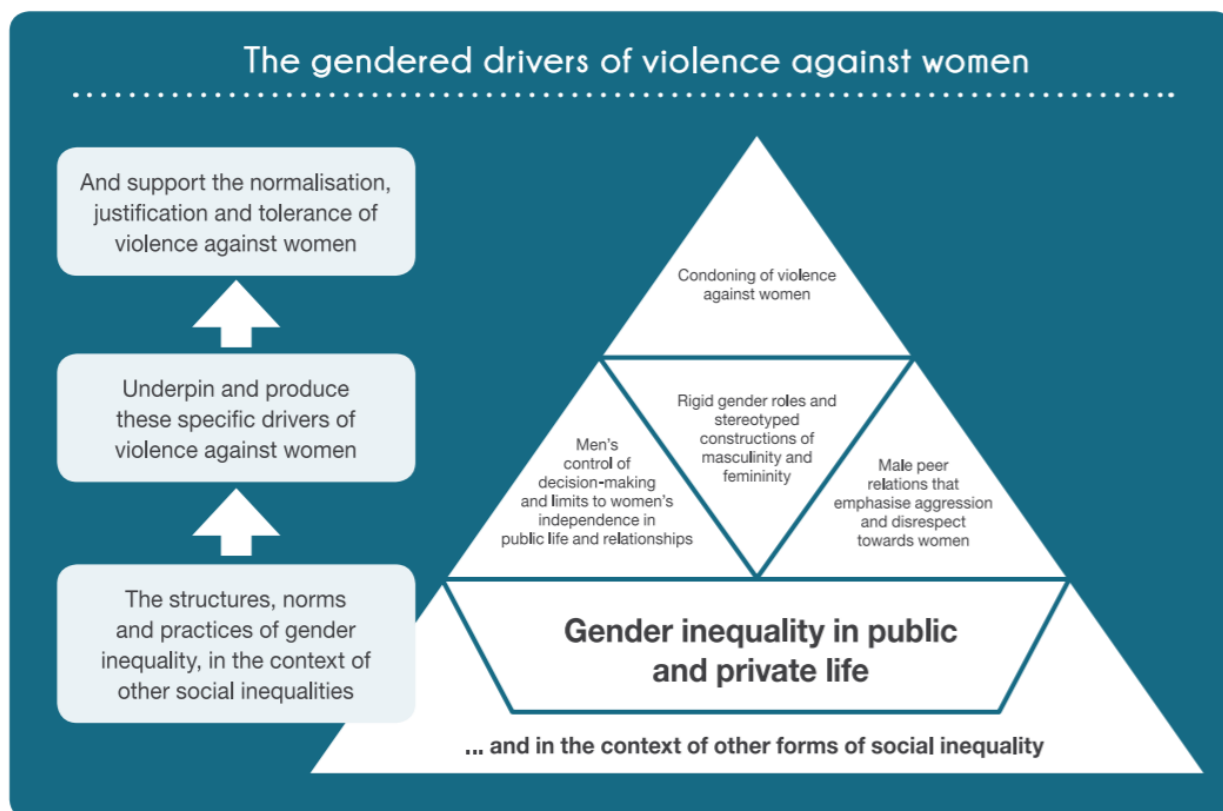 The gendered drivers of violence against women
And support the normalisation,
justification and tolerance of
violence against women
Underpin and produce
these specific drivers of
violence against women
The structures, norms
and practices of gender
inequality, in the context of
other social inequalities
Condoning of violence
against women
Men's
control of
decision-making
and limits to women's
independence in
public life and relationships
Rigid gender roles and
stereotyped
constructions of
masculinity and
femininity
Male peer
relations that
emphasise aggression
and disrespect
towards women
Gender inequality in public
and private life
... and in the context of other forms of social inequality